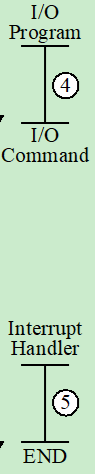 I/O
Program
4
I/O
Command
Interrupt
Handler
5
END